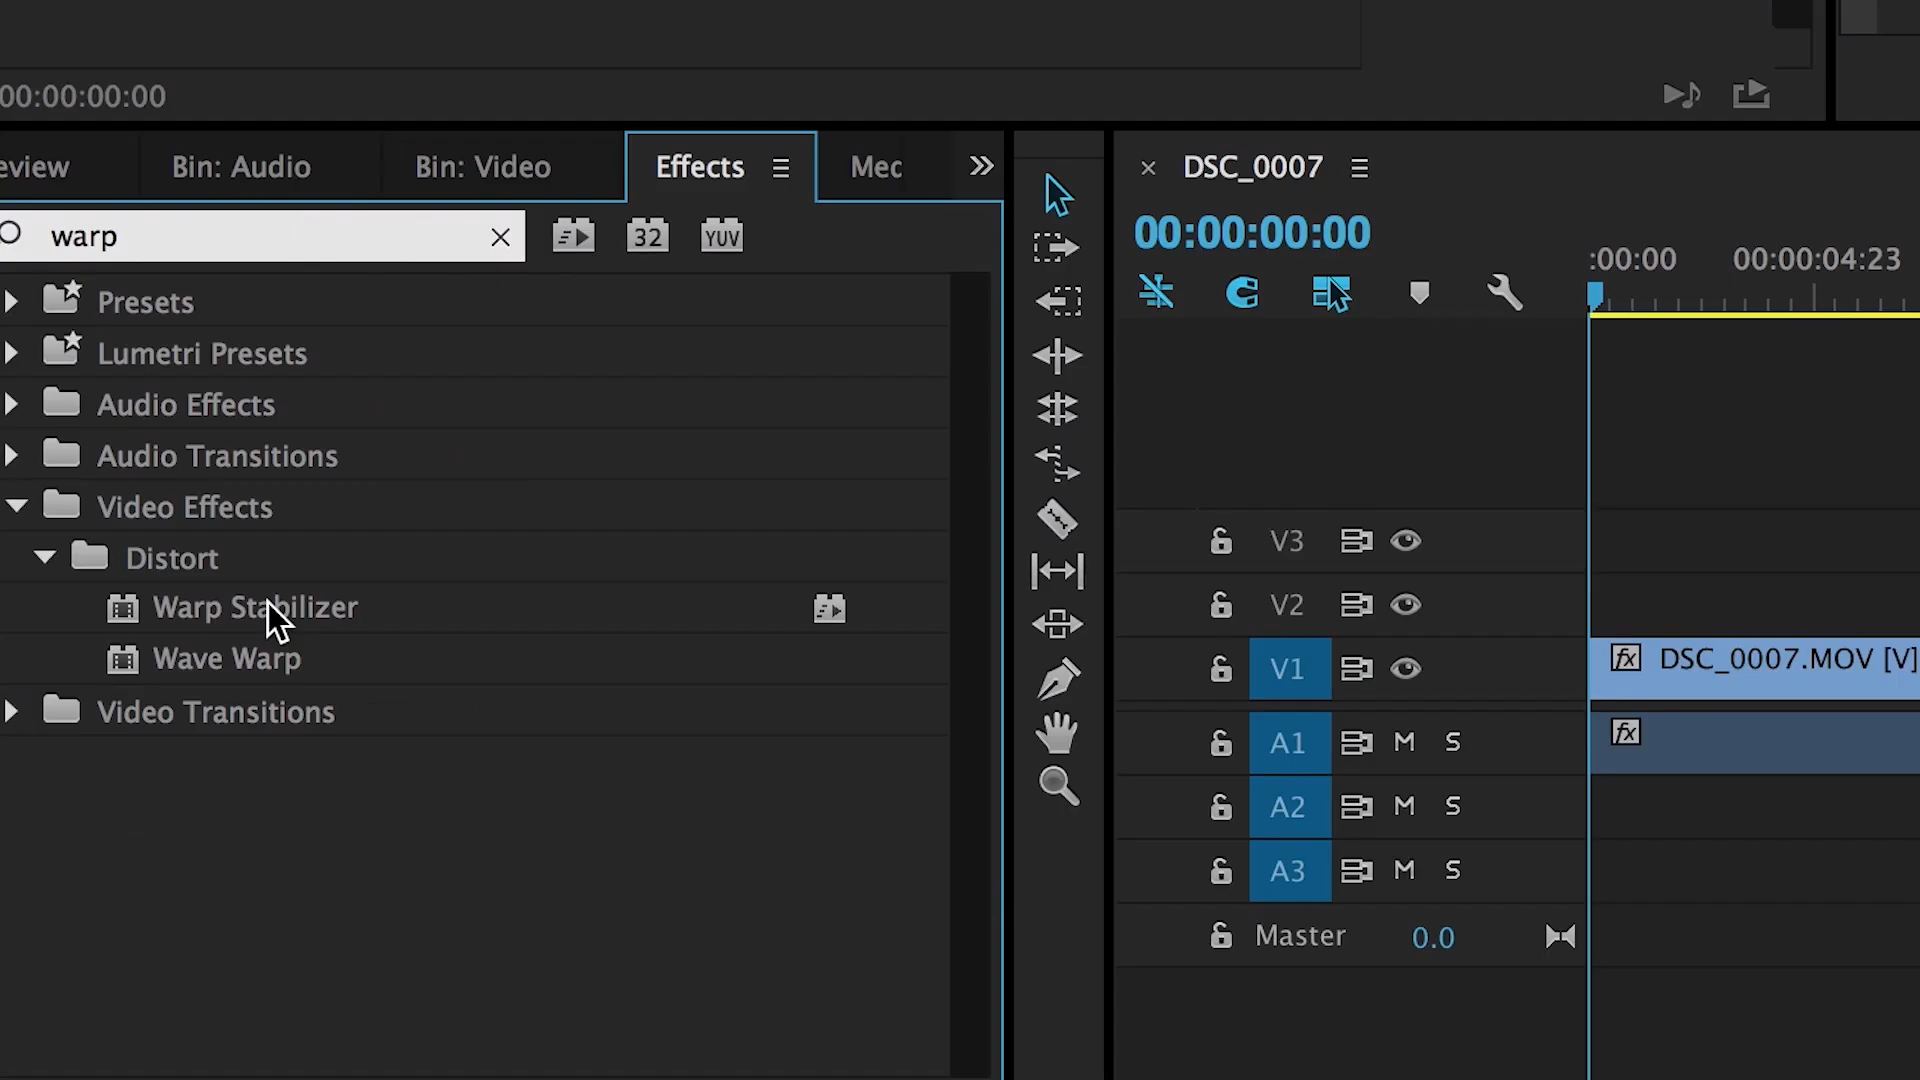 00:00:00:00
eview
Bin: Audio
Bin: Video
Effects
Mec
DSC_0007
warp
32
YUV
00:00:00:00
:00:00
00:00:04:23
Presets
Lumetri Presets
Audio Effects
Audio Transitions
Video Effects
Distort
Warp Stabilizer
Wave Warp
Video Transitions
V3
V2
V1
fx DSC_0007.MOV [V]
A1 M S
fx
A2 M S
A3 M S
Master 0.0